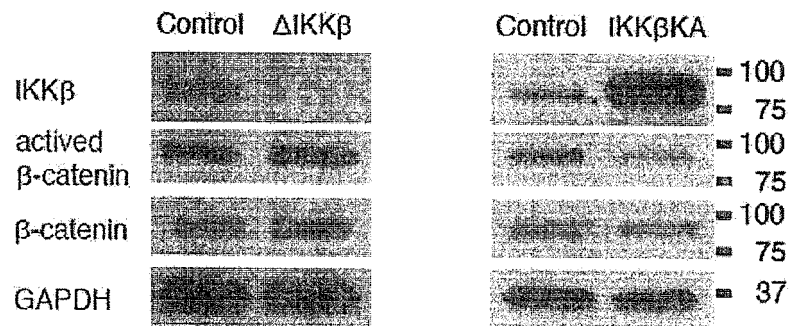 Control ΔIKKβ Control IKKβKA
IKKβ 100
75
actived
β-catenin 100
75
β-catenin 100
75
GAPDH 37